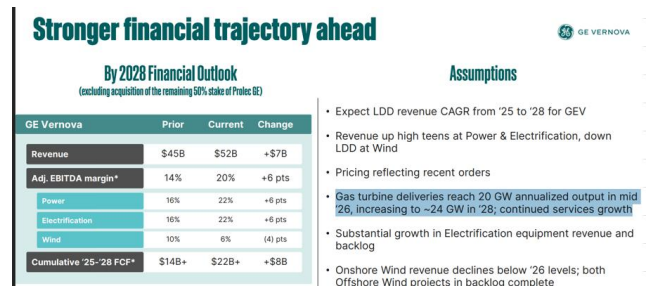 Stronger financial trajectory ahead
GE VERNOVA
By 2028 Financial Outlook
(excluding acquisition of the remaining 50% stake of Prolec GE)
GE Vernova Prior Current Change
Revenue $45B $52B +$7B
Adj. EBITDA margin* 14% 20% +6 pts
Power 16% 22% +6 pts
Electrification 16% 22% +6 pts
Wind 10% 6% (4) pts
Cumulative '25-'28 FCF* $14B+ $22B+ +$8B
Assumptions
• Expect LDD revenue CAGR from '25 to '28 for GEV
• Revenue up high teens at Power & Electrification, down
LDD at Wind
• Pricing reflecting recent orders
• Gas turbine deliveries reach 20 GW annualized output in mid
'26, increasing to ~24 GW in '28; continued services growth
• Substantial growth in Electrification equipment revenue and
backlog
• Onshore Wind revenue declines below '26 levels; both
Offshore Wind projects in backlog complete